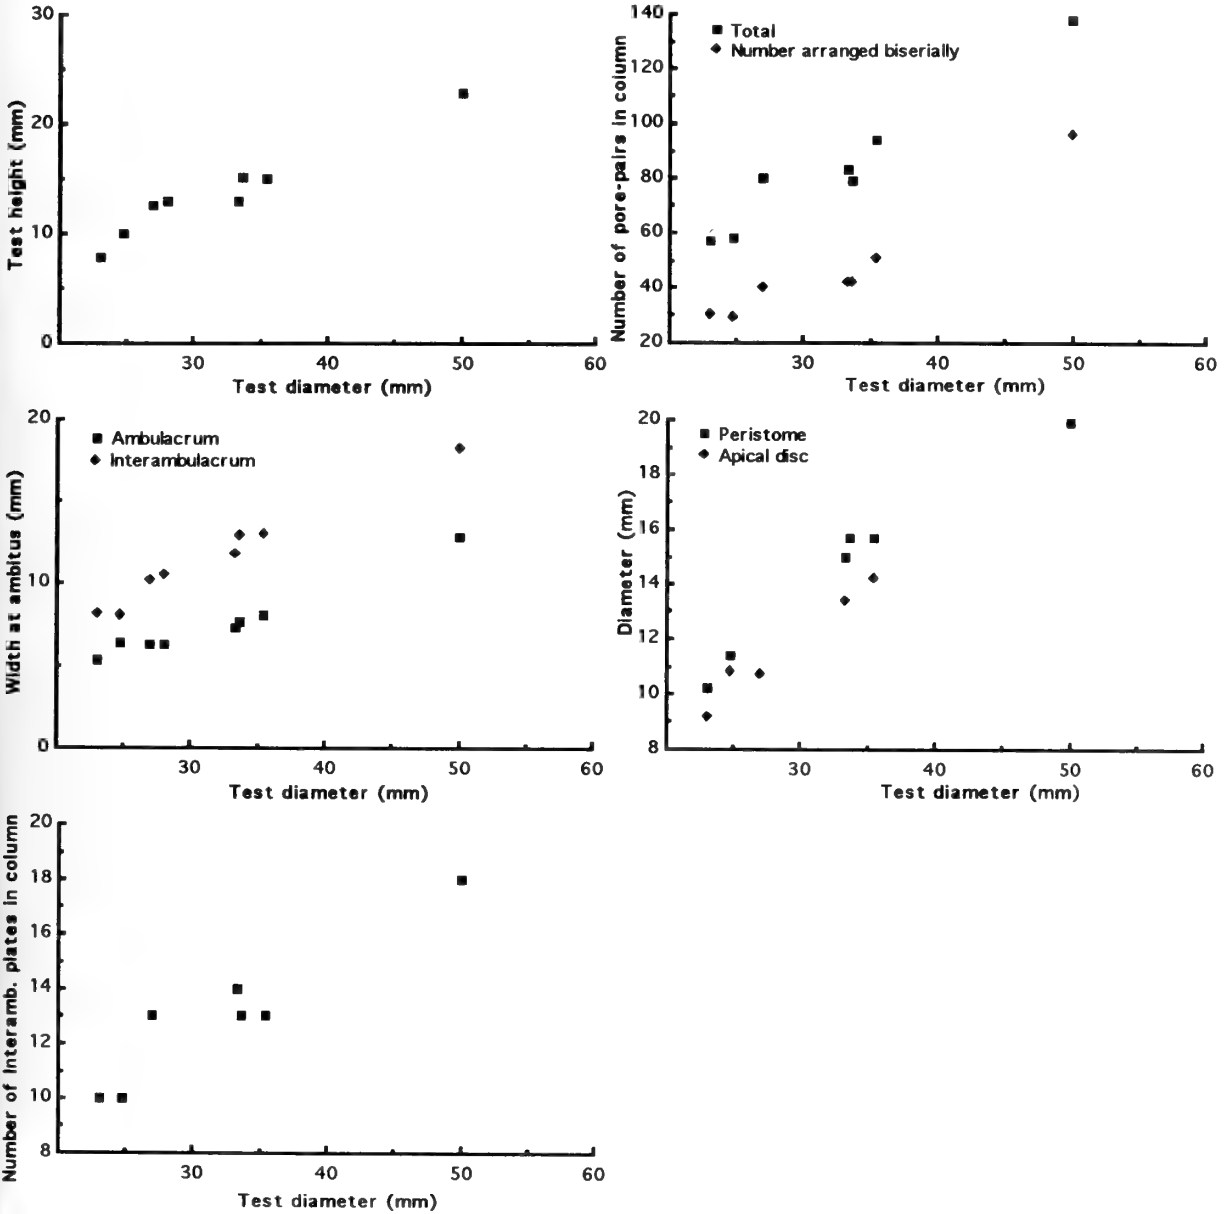 30
20
10
0
Test height (mm)
30 40 50 60
Test diameter (mm)
140
120
100
80
60
40
20
Number of pore-pairs in column
Total
Number arranged biserially
30 40 50 60
Test diameter (mm)
20
10
0
Width at ambitus (mm)
Ambulacrum
Interambulacrum
30 40 50 60
Test diameter (mm)
20
18
16
14
12
10
8
Diameter (mm)
Peristome
Apical disc
30 40 50 60
Test diameter (mm)
20
18
16
14
12
10
8
Number of Interamb. plates in column
30 40 50 60
Test diameter (mm)